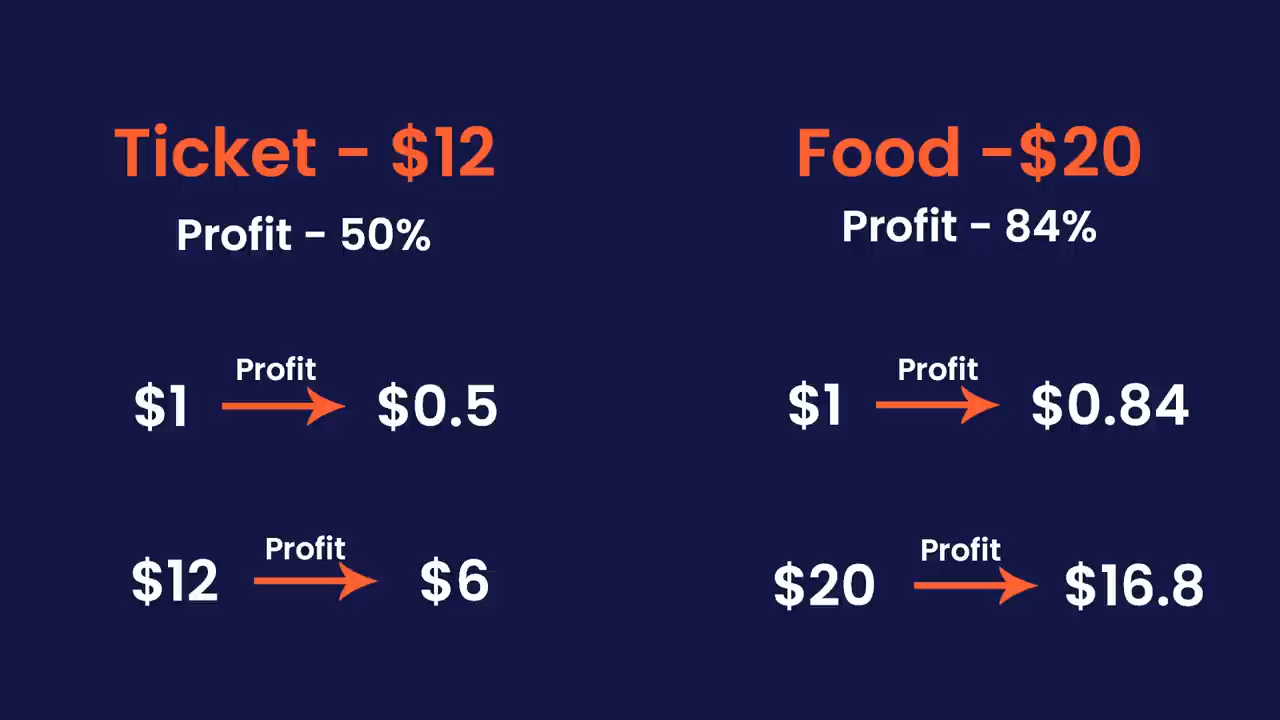 Ticket - $12
Profit - 50%
Profit
$1 $0.5
Profit
$12 $6
Food -$20
Profit - 84%
Profit
$1 $0.84
Profit
$20 $16.8